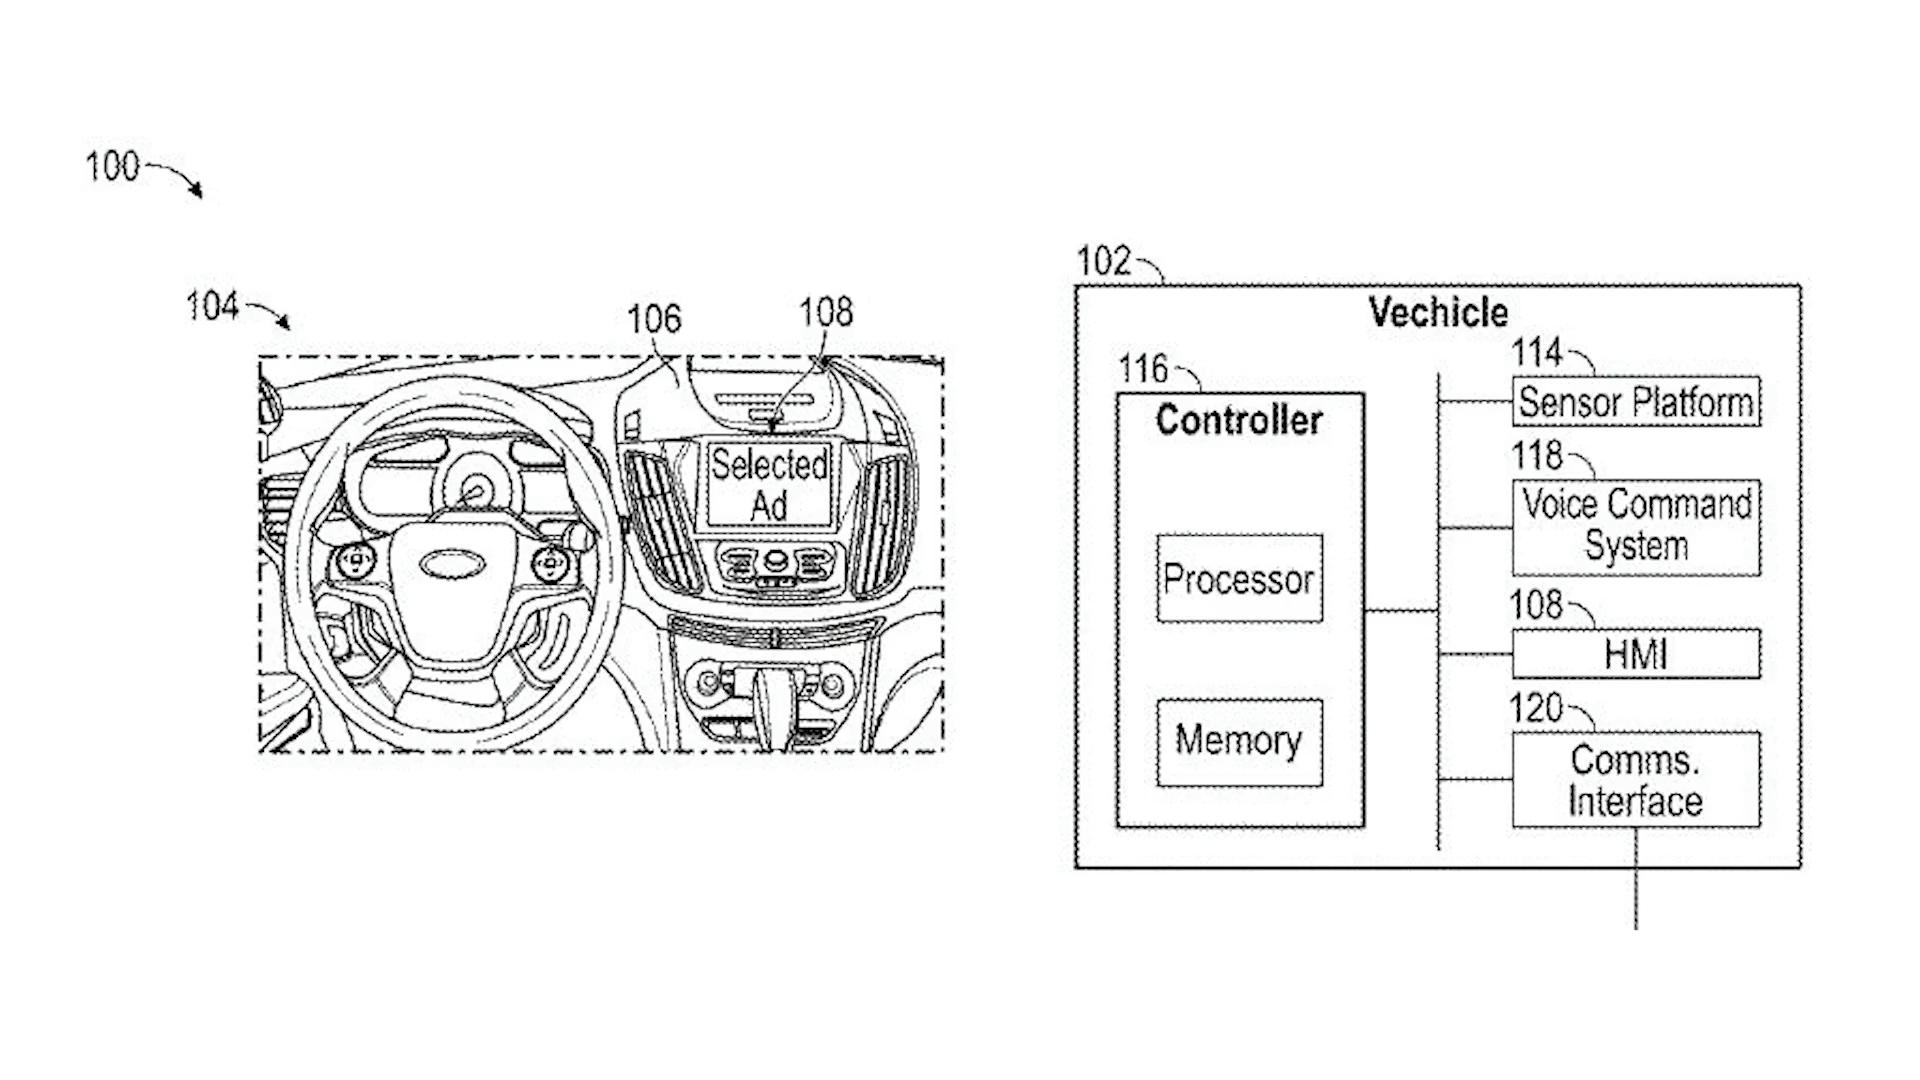 100
104
106
108
Selected
Ad
102
Vechicle
116
Controller
Processor
Memory
114
Sensor Platform
118
Voice Command
System
108
HMI
120
Comms.
Interface